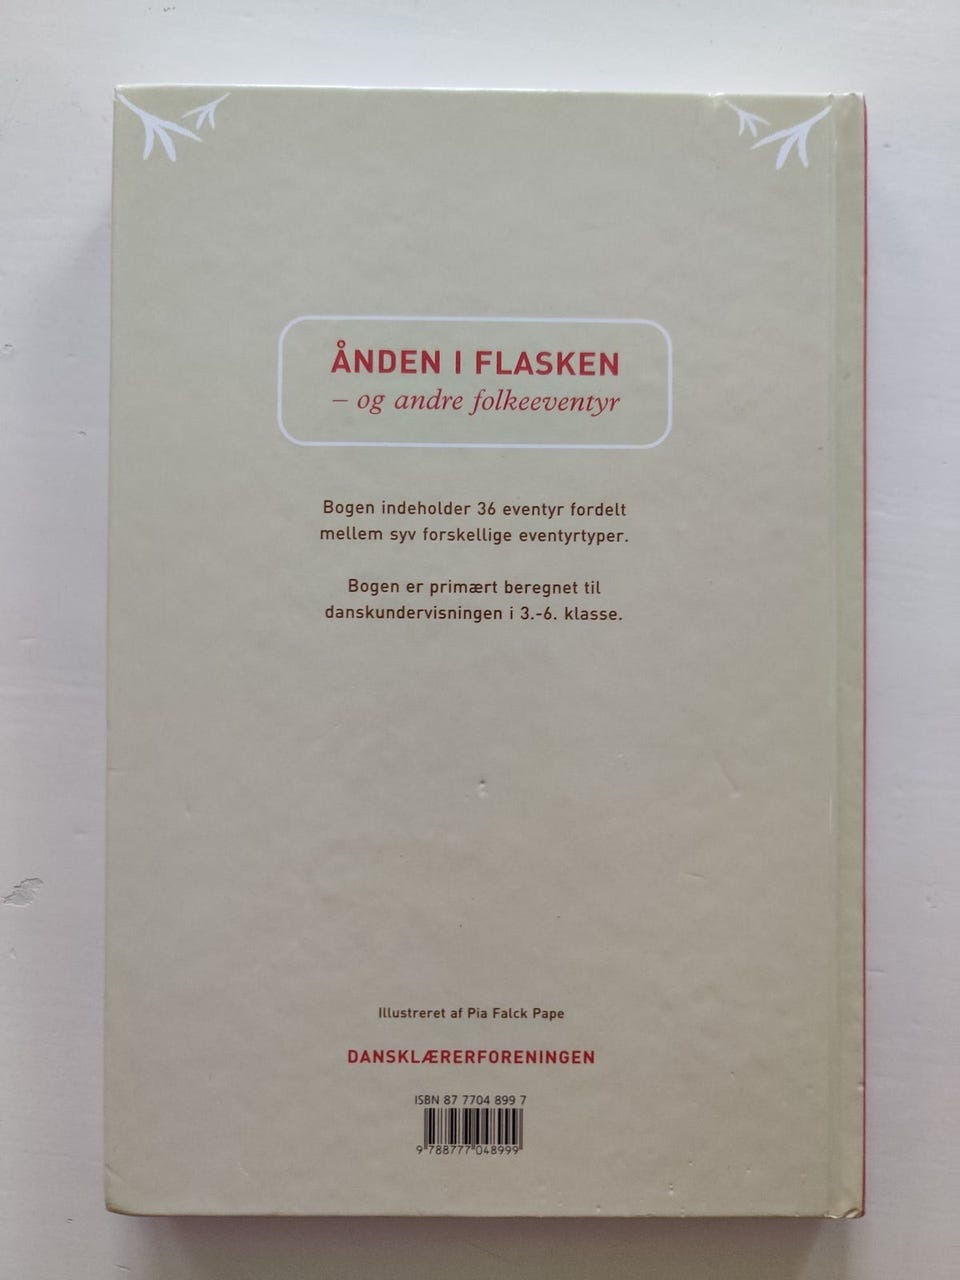 ÅNDEN I FLASKEN
– og andre folkeeventyr
Bogen indeholder 36 eventyr fordelt
mellem syv forskellige eventyrtyper.
Bogen er primært beregnet til
danskundervisningen i 3.-6. klasse.
Illustreret af Pia Falck Pape
DANSKLÆRERFORENINGEN
ISBN 87 7704 899 7
9 788777 048999